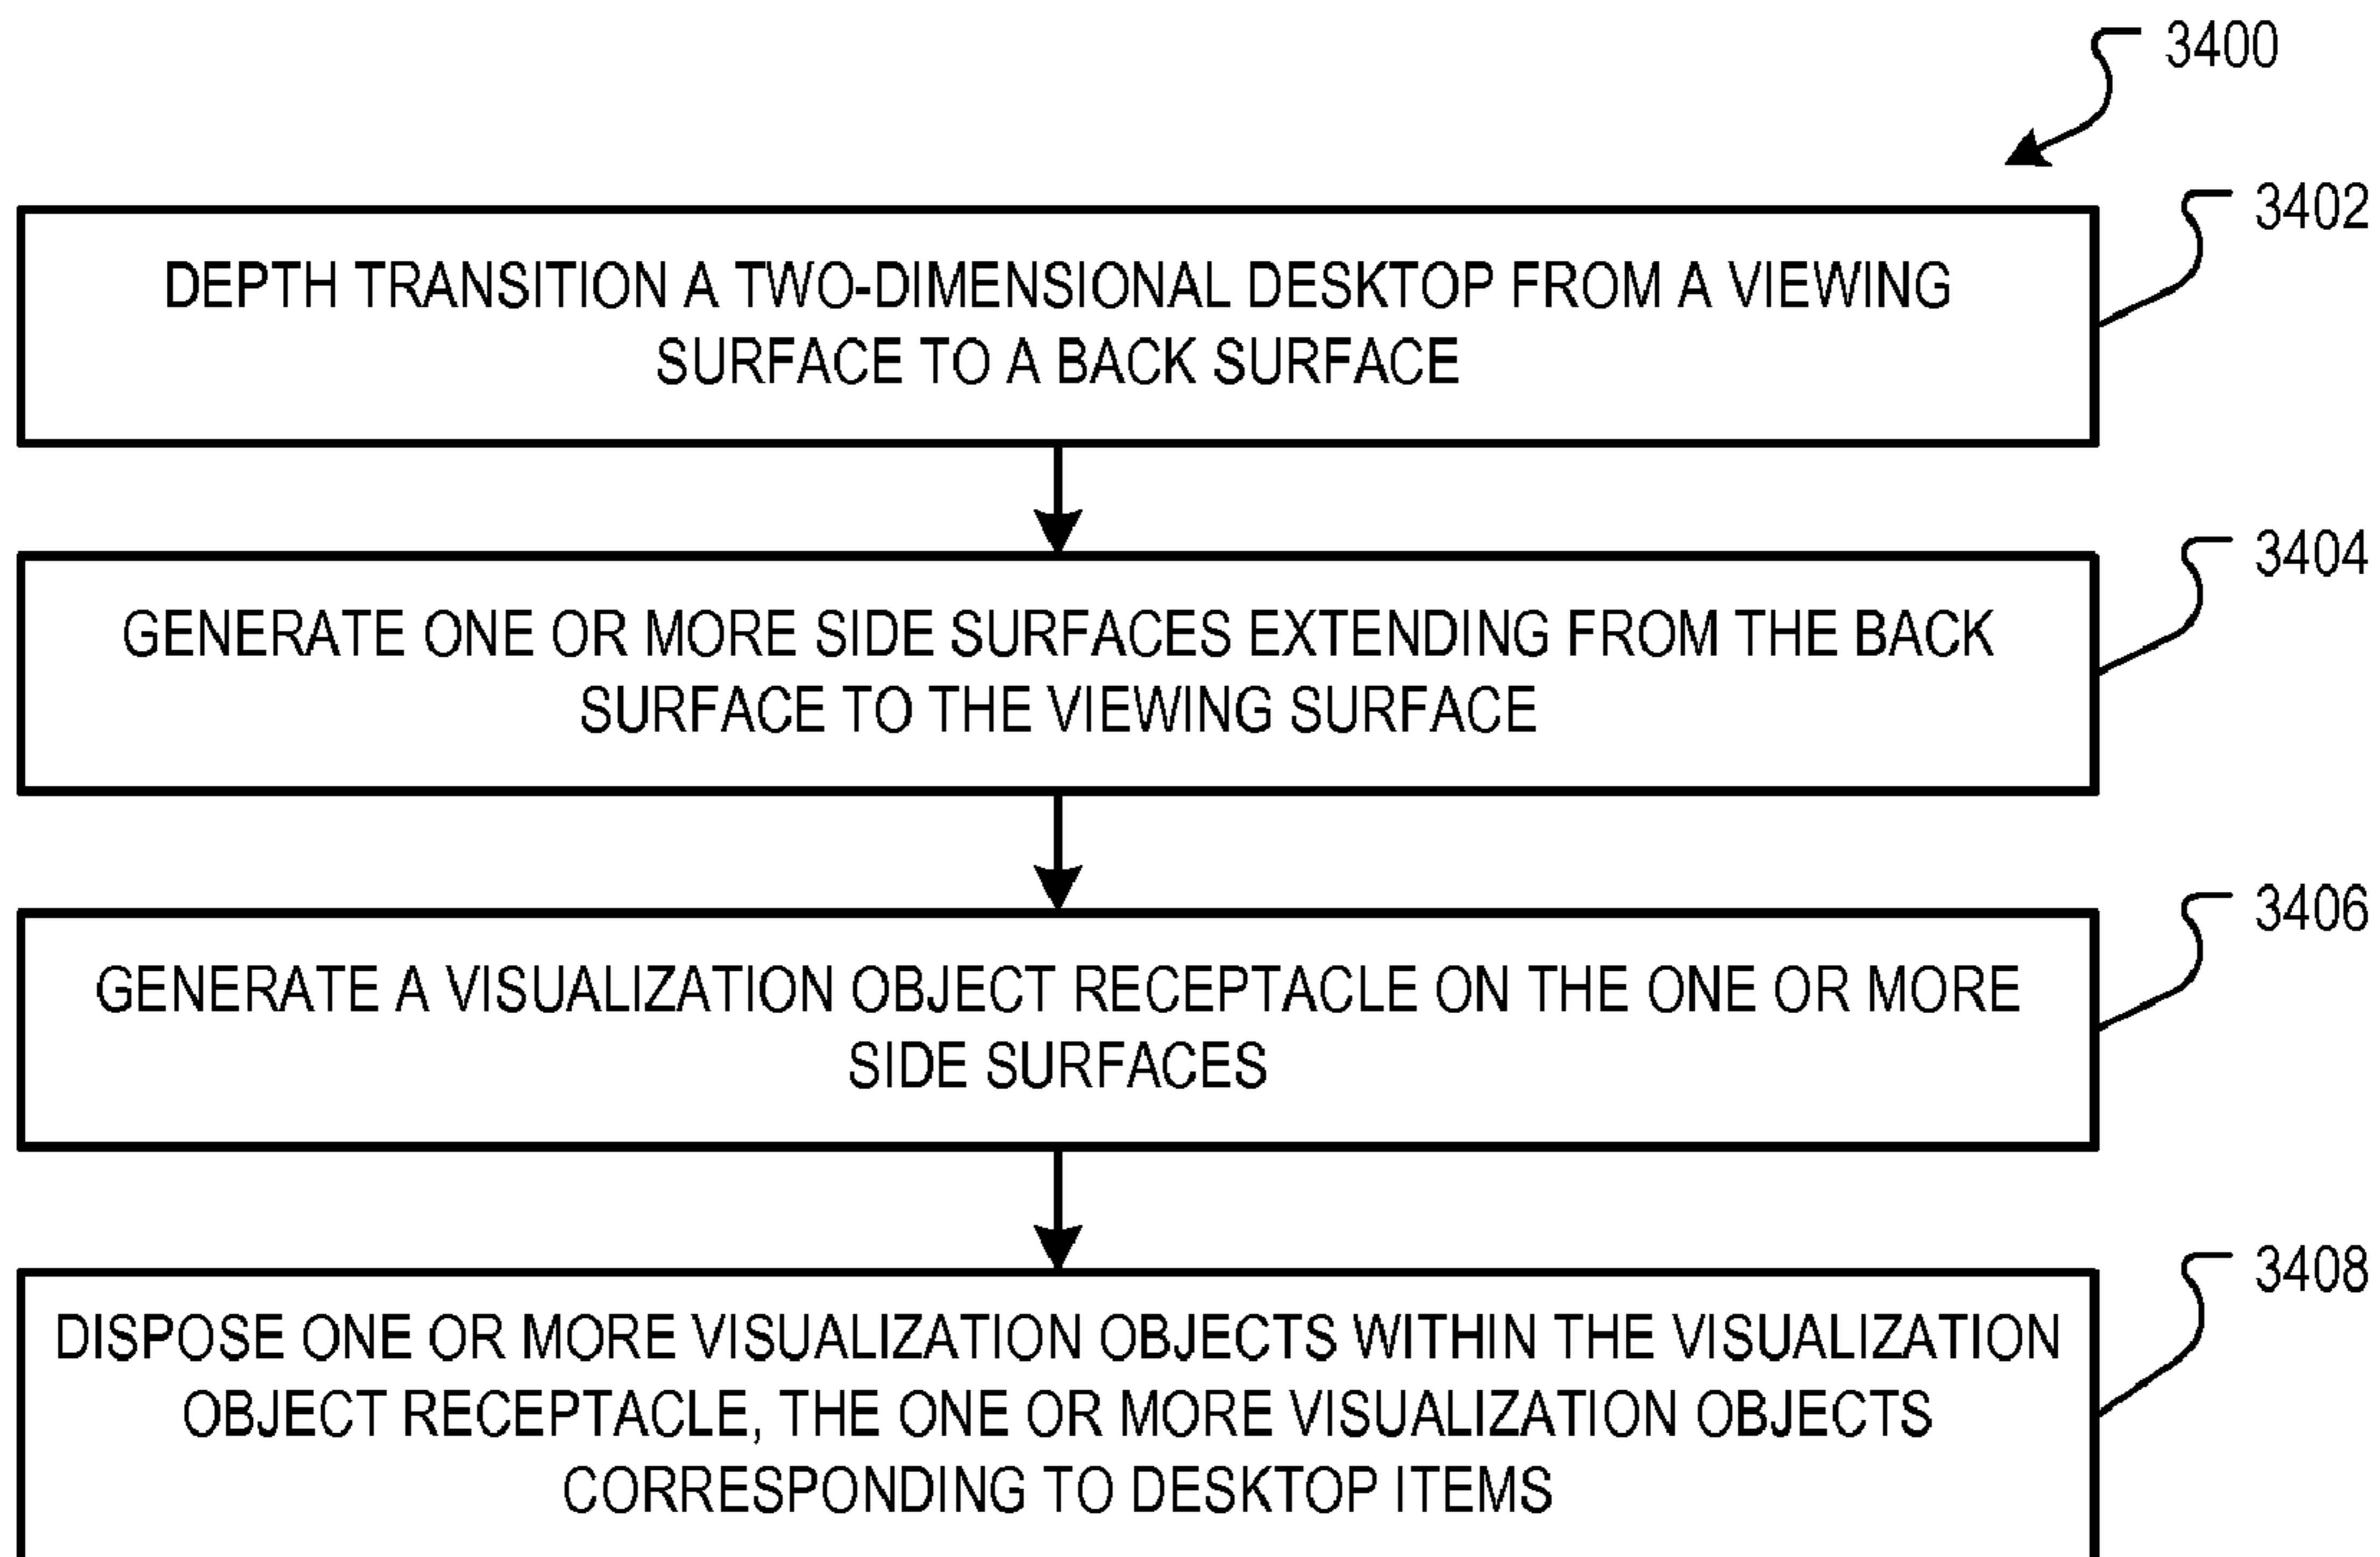 3400
3402
DEPTH TRANSITION A TWO-DIMENSIONAL DESKTOP FROM A VIEWING
SURFACE TO A BACK SURFACE
3404
GENERATE ONE OR MORE SIDE SURFACES EXTENDING FROM THE BACK
SURFACE TO THE VIEWING SURFACE
3406
GENERATE A VISUALIZATION OBJECT RECEPTACLE ON THE ONE OR MORE
SIDE SURFACES
3408
DISPOSE ONE OR MORE VISUALIZATION OBJECTS WITHIN THE VISUALIZATION
OBJECT RECEPTACLE, THE ONE OR MORE VISUALIZATION OBJECTS
CORRESPONDING TO DESKTOP ITEMS